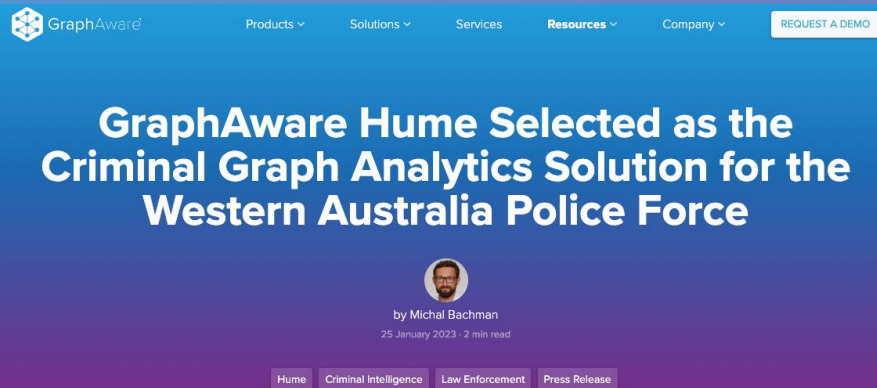 GraphAware
Products
Solutions
Services
Resources
Company
REQUEST A DEMO
GraphAware Hume Selected as the
Criminal Graph Analytics Solution for the
Western Australia Police Force
by Michal Bachman
25 January 2023 · 2 min read
Hume
Criminal Intelligence
Law Enforcement
Press Release